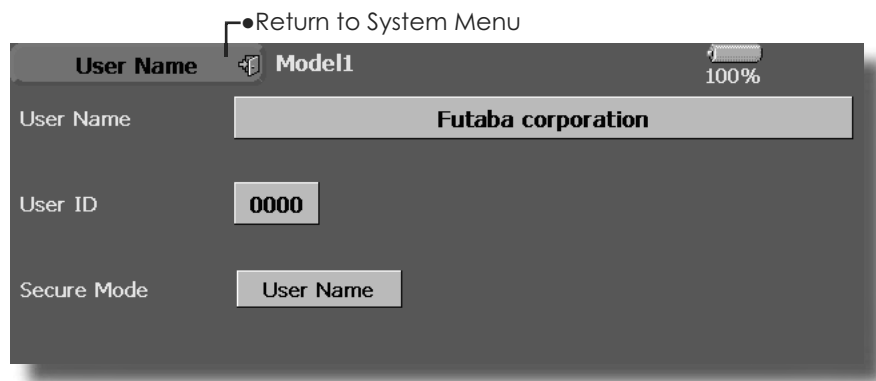 ●Return to System Menu
User Name Model1 100%
User Name Futaba corporation
User ID 0000
Secure Mode User Name